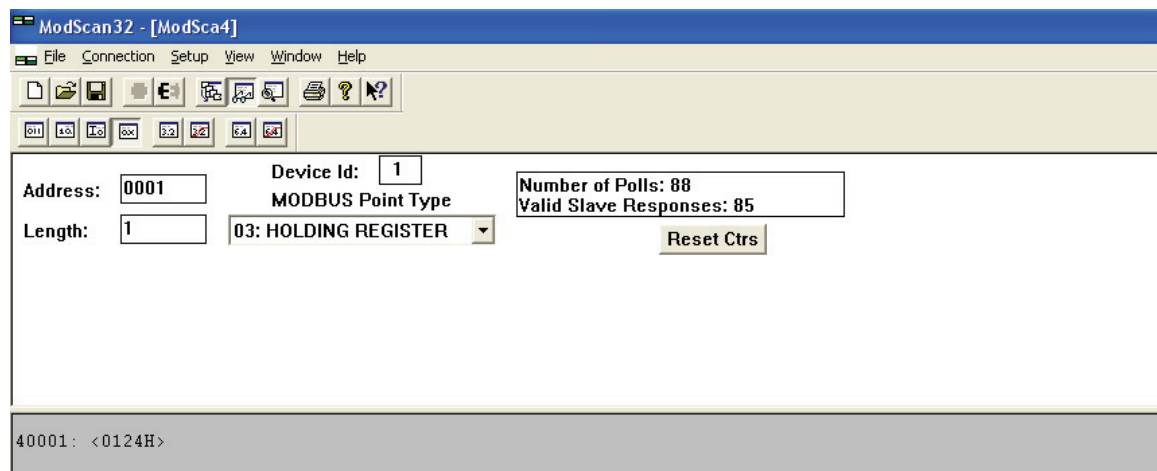 ModScan32 - [ModSca4]
File Connection Setup View Window Help
Address: 0001
Device Id: 1
MODBUS Point Type
Length: 1
03: HOLDING REGISTER
Number of Polls: 88
Valid Slave Responses: 85
Reset Ctrs
40001: <0124H>